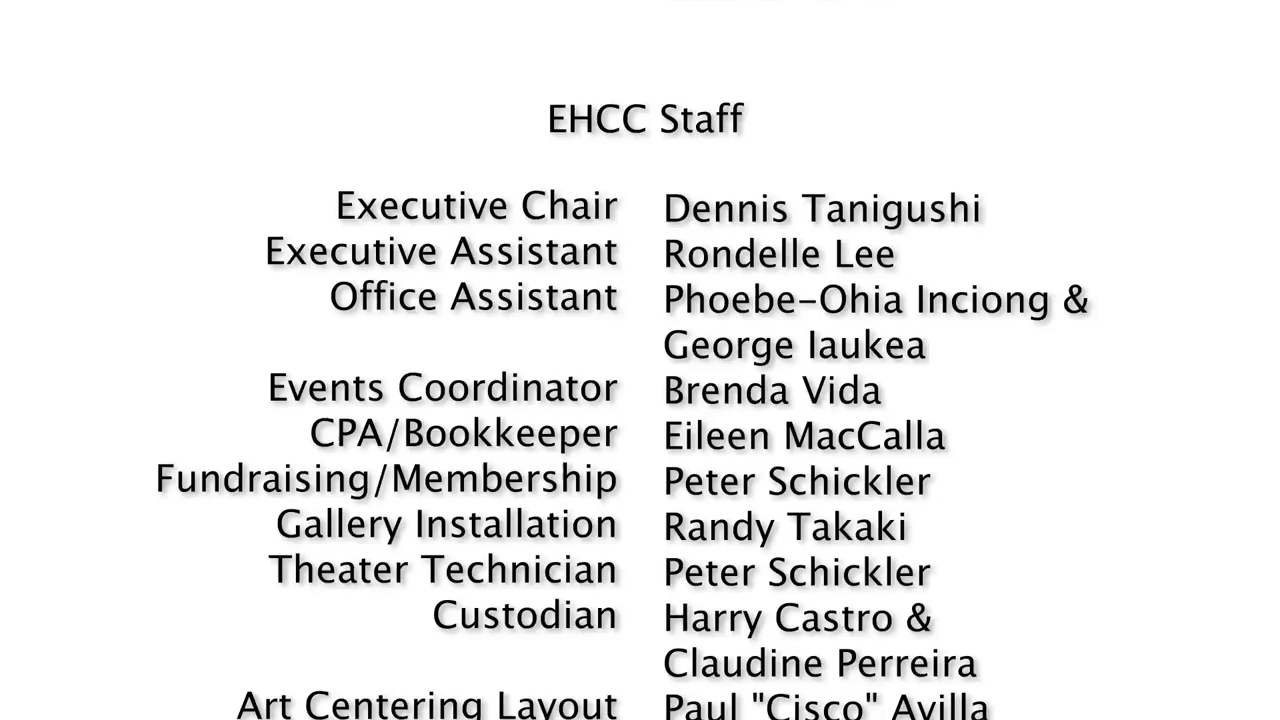 EHCC Staff
Executive Chair Dennis Tanigushi
Executive Assistant Rondelle Lee
Office Assistant Phoebe-Ohia Inciong &
George Iaukea
Events Coordinator Brenda Vida
CPA/Bookkeeper Eileen MacCalla
Fundraising/Membership Peter Schickler
Gallery Installation Randy Takaki
Theater Technician Peter Schickler
Custodian Harry Castro &
Claudine Perreira
Art Centering Layout Paul "Cisco" Avilla